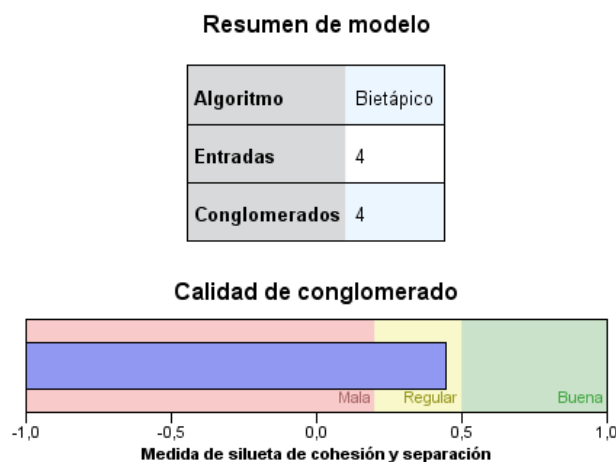 Resumen de modelo
Algoritmo Bietápico
Entradas 4
Conglomerados 4
Calidad de conglomerado
Mala Regular Buena
-1,0 -0,5 0,0 0,5 1,0
Medida de silueta de cohesión y separación